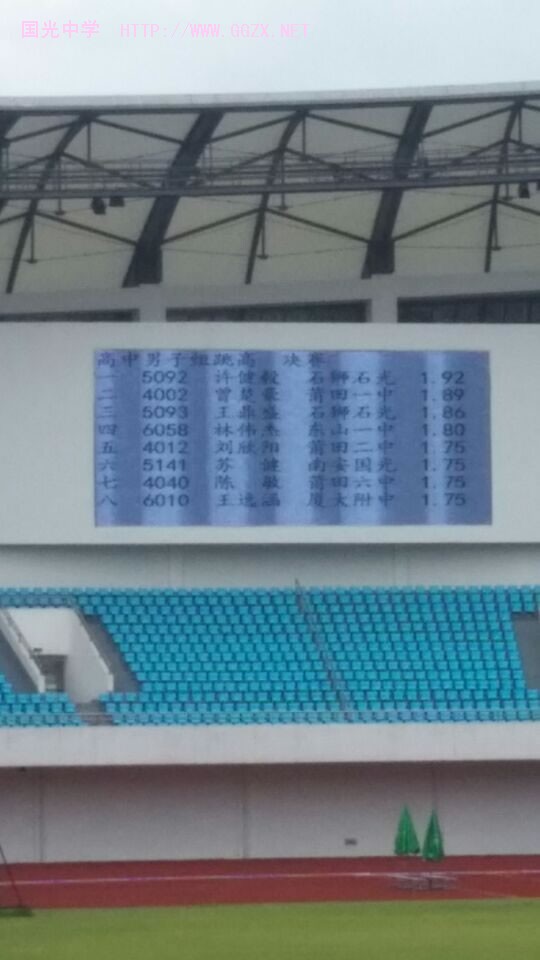 国光中学 HTTP://WWW.GGZX.NET
高中男子组跳高 决赛
一 5092 许健毅 石狮石光 1.92
二 4002 曾楚豪 莆田一中 1.89
三 5093 王鼎盛 石狮石光 1.86
四 6058 林伟杰 东山一中 1.80
五 4012 刘欣阳 莆田二中 1.75
六 5141 苏 健 南安国光 1.75
七 4040 陈 敏 莆田六中 1.75
八 6010 王逸涵 厦大附中 1.75